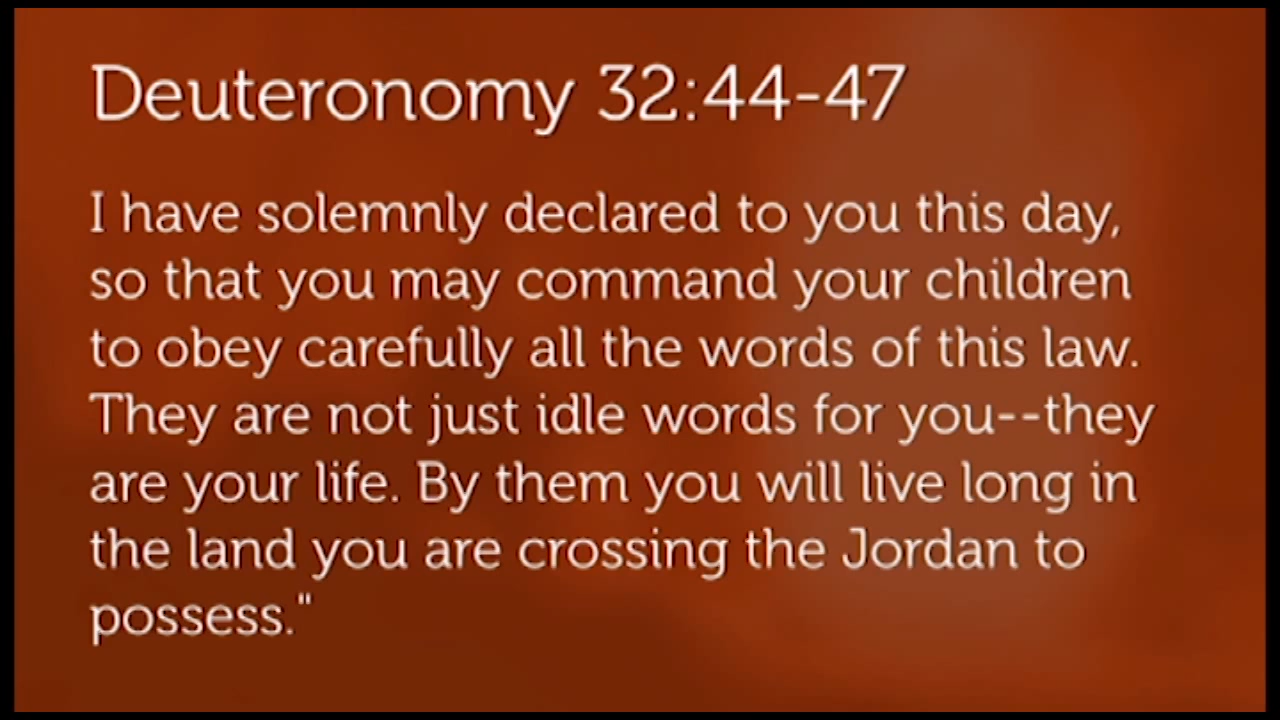 Deuteronomy 32:44-47
I have solemnly declared to you this day,
so that you may command your children
to obey carefully all the words of this law.
They are not just idle words for you--they
are your life. By them you will live long in
the land you are crossing the Jordan to
possess."